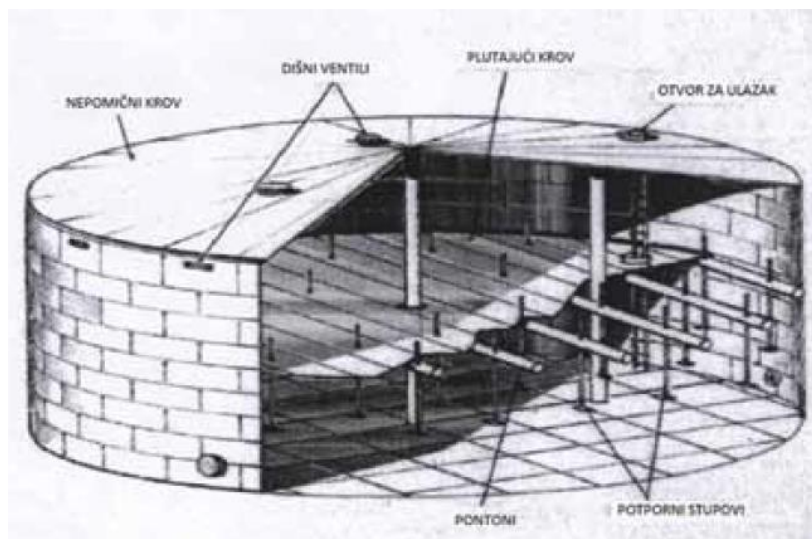 PLUTAJUĆI KROV
DIŠNI VENTILI
OTVOR ZA ULAZAK
NEPOMIČNI KROV
POTPORNI STUPOVI
PONTONI